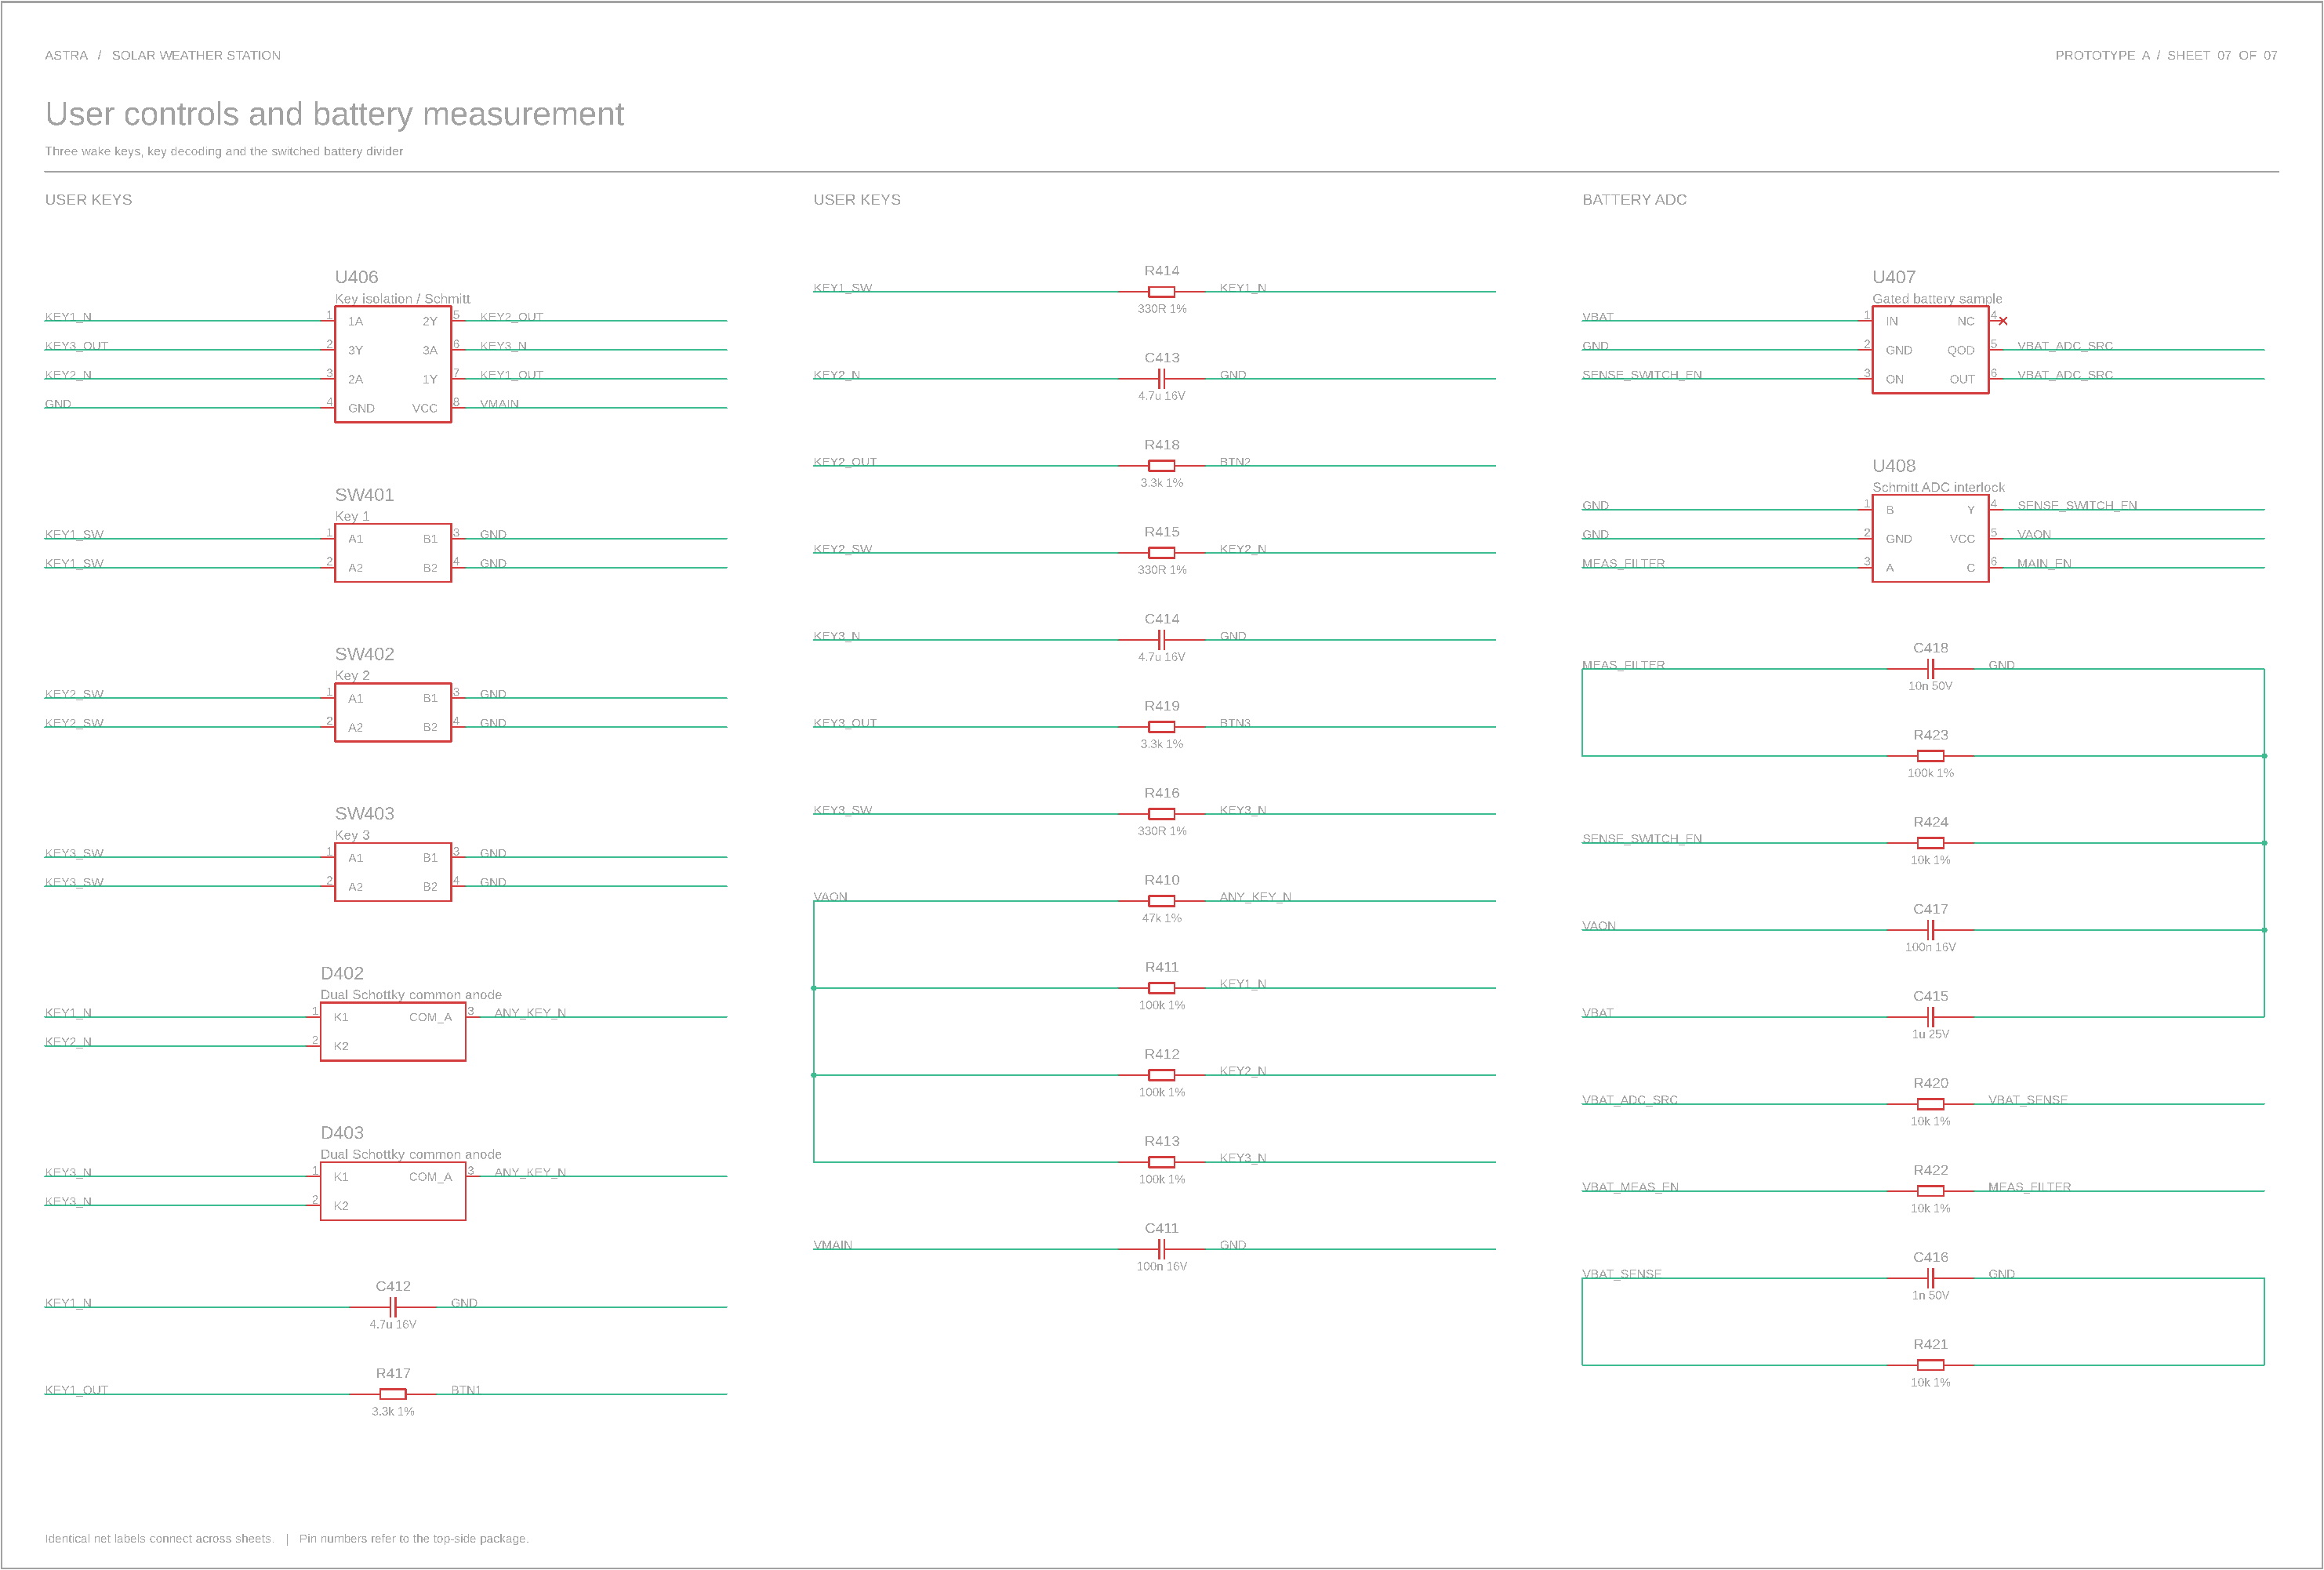 ASTRA / SOLAR WEATHER STATION
PROTOTYPE A / SHEET 07 OF 07
User controls and battery measurement
Three wake keys, key decoding and the switched battery divider
USER KEYS
U406
Key isolation / Schmitt
KEY1_N 1 1A 2Y 5 KEY2_OUT
KEY3_OUT 2 3Y 3A 6 KEY3_N
KEY2_N 3 2A 1Y 7 KEY1_OUT
GND 4 GND VCC 8 VMAIN
SW401
Key 1
KEY1_SW 1 A1 B1 3 GND
KEY1_SW 2 A2 B2 4 GND
SW402
Key 2
KEY2_SW 1 A1 B1 3 GND
KEY2_SW 2 A2 B2 4 GND
SW403
Key 3
KEY3_SW 1 A1 B1 3 GND
KEY3_SW 2 A2 B2 4 GND
D402
Dual Schottky common anode
KEY1_N 1 K1 COM_A 3 ANY_KEY_N
KEY2_N 2 K2
D403
Dual Schottky common anode
KEY3_N 1 K1 COM_A 3 ANY_KEY_N
KEY3_N 2 K2
C412
KEY1_N GND
4.7u 16V
R417
KEY1_OUT BTN1
3.3k 1%
USER KEYS
R414
KEY1_SW KEY1_N
330R 1%
C413
KEY2_N GND
4.7u 16V
R418
KEY2_OUT BTN2
3.3k 1%
R415
KEY2_SW KEY2_N
330R 1%
C414
KEY3_N GND
4.7u 16V
R419
KEY3_OUT BTN3
3.3k 1%
R416
KEY3_SW KEY3_N
330R 1%
R410
VAON ANY_KEY_N
47k 1%
R411
KEY1_N
100k 1%
R412
KEY2_N
100k 1%
R413
KEY3_N
100k 1%
C411
VMAIN GND
100n 16V
BATTERY ADC
U407
Gated battery sample
VBAT 1 IN NC 4
GND 2 GND QOD 5 VBAT_ADC_SRC
SENSE_SWITCH_EN 3 ON OUT 6 VBAT_ADC_SRC
U408
Schmitt ADC interlock
GND 1 B Y 4 SENSE_SWITCH_EN
GND 2 GND VCC 5 VAON
MEAS_FILTER 3 A C 6 MAIN_EN
C418
MEAS_FILTER GND
10n 50V
R423
100k 1%
R424
SENSE_SWITCH_EN
10k 1%
C417
VAON
100n 16V
C415
VBAT
1u 25V
R420
VBAT_ADC_SRC VBAT_SENSE
10k 1%
R422
VBAT_MEAS_EN MEAS_FILTER
10k 1%
C416
VBAT_SENSE GND
1n 50V
R421
10k 1%
Identical net labels connect across sheets. | Pin numbers refer to the top-side package.